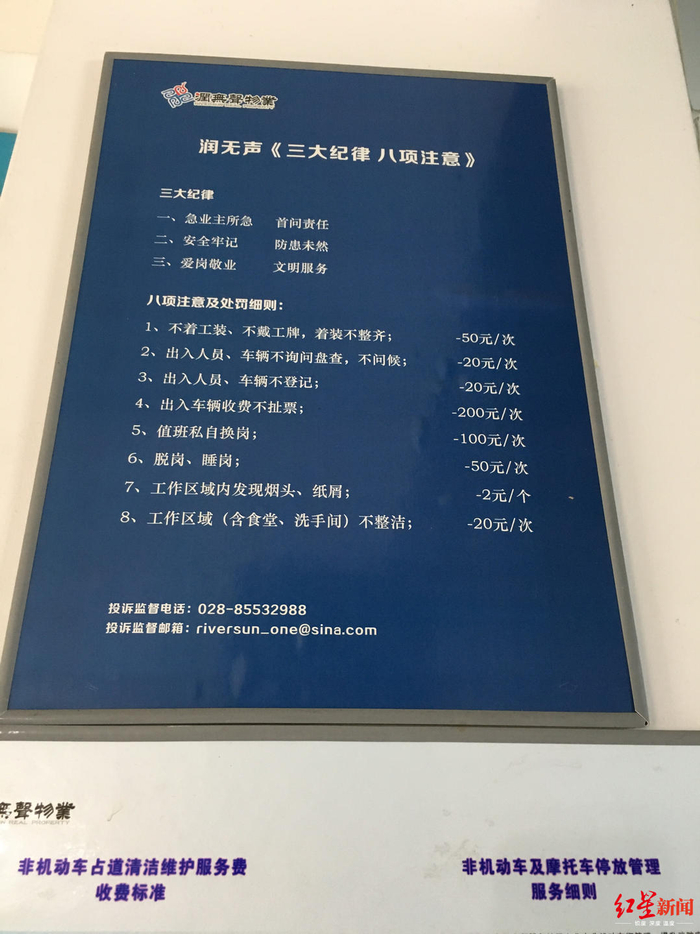 润無聲物業
润无声《三大纪律 八项注意》
三大纪律
一、急业主所急 首问责任
二、安全牢记 防患未然
三、爱岗敬业 文明服务
八项注意及处罚细则：
1、不着工装、不戴工牌，着装不整齐； -50元/次
2、出入人员、车辆不询问盘查，不问候； -20元/次
3、出入人员、车辆不登记； -20元/次
4、出入车辆收费不扯票； -200元/次
5、值班私自换岗； -100元/次
6、脱岗、睡岗； -50元/次
7、工作区域内发现烟头、纸屑； -2元/个
8、工作区域（含食堂、洗手间）不整洁； -20元/次
投诉监督电话：028-85532988
投诉监督邮箱：riversun_one@sina.com
無聲物業
REAL PROPERTY
非机动车占道清洁维护服务费
收费标准
非机动车及摩托车停放管理
服务细则
红星新闻